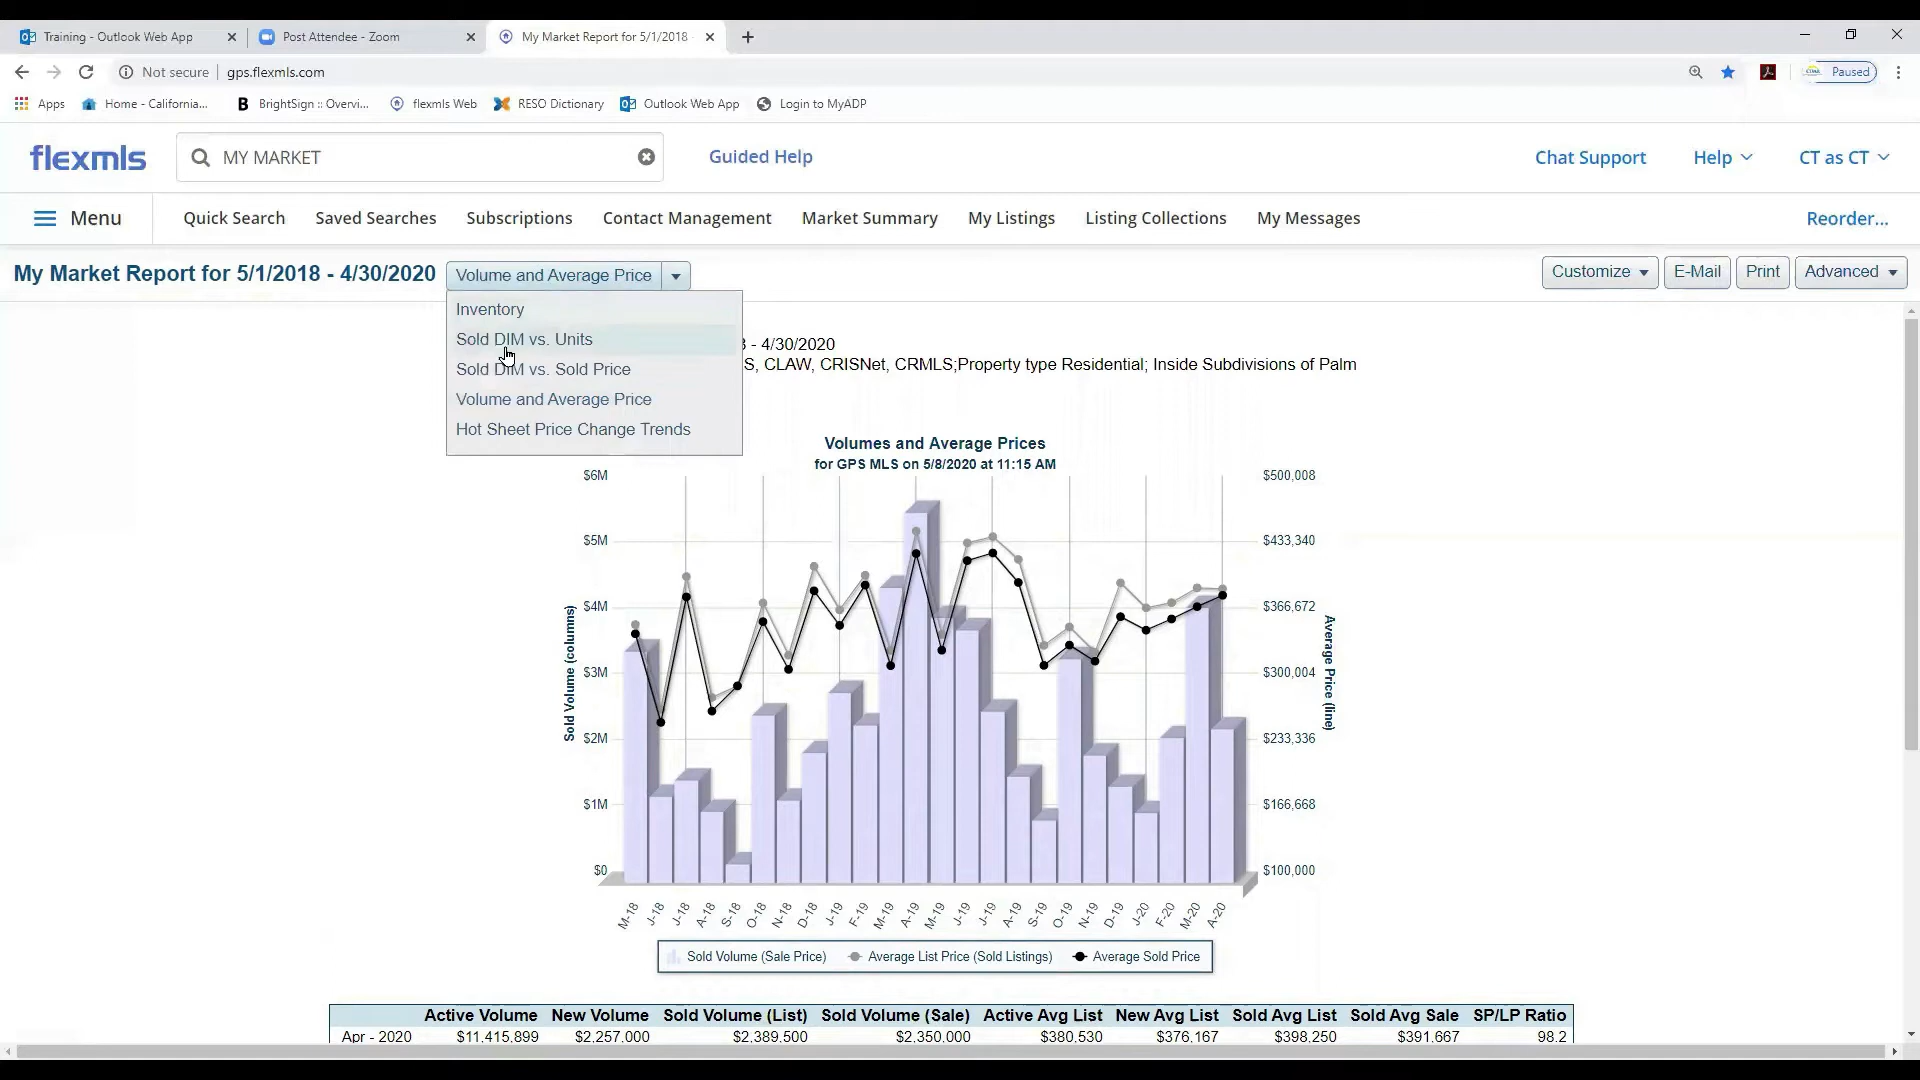 Training - Outlook Web App
Post Attendee - Zoom
My Market Report for 5/1/2018
Not secure
gps.flexmls.com
Paused
Apps
Home - California...
BrightSign :: Overvi...
flexmls Web
RESO Dictionary
Outlook Web App
Login to MyADP
flexmls
MY MARKET
Guided Help
Chat Support
Help
CT as CT
Menu
Quick Search
Saved Searches
Subscriptions
Contact Management
Market Summary
My Listings
Listing Collections
My Messages
Reorder...
My Market Report for 5/1/2018 - 4/30/2020
Volume and Average Price
Customize
E-Mail
Print
Advanced
Inventory
Sold DIM vs. Units
Sold DIM vs. Sold Price
Volume and Average Price
Hot Sheet Price Change Trends
- 4/30/2020
S, CLAW, CRISNet, CRMLS;Property type Residential; Inside Subdivisions of Palm
Volumes and Average Prices
for GPS MLS on 5/8/2020 at 11:15 AM
$6M
$5M
$4M
$3M
$2M
$1M
$0
Sold Volume (columns)
$500,008
$433,340
$366,672
$300,004
$233,336
$166,668
$100,000
Average Price (line)
M-18 J-18 J-18 A-18 S-18 O-18 N-18 D-18 J-19 F-19 M-19 A-19 M-19 J-19 J-19 A-19 S-19 O-19 N-19 D-19 J-20 F-20 M-20 A-20
Sold Volume (Sale Price) Average List Price (Sold Listings) Average Sold Price
Active Volume New Volume Sold Volume (List) Sold Volume (Sale) Active Avg List New Avg List Sold Avg List Sold Avg Sale SP/LP Ratio
Apr - 2020 $11,415,899 $2,257,000 $2,389,500 $2,350,000 $380,530 $376,167 $398,250 $391,667 98.2